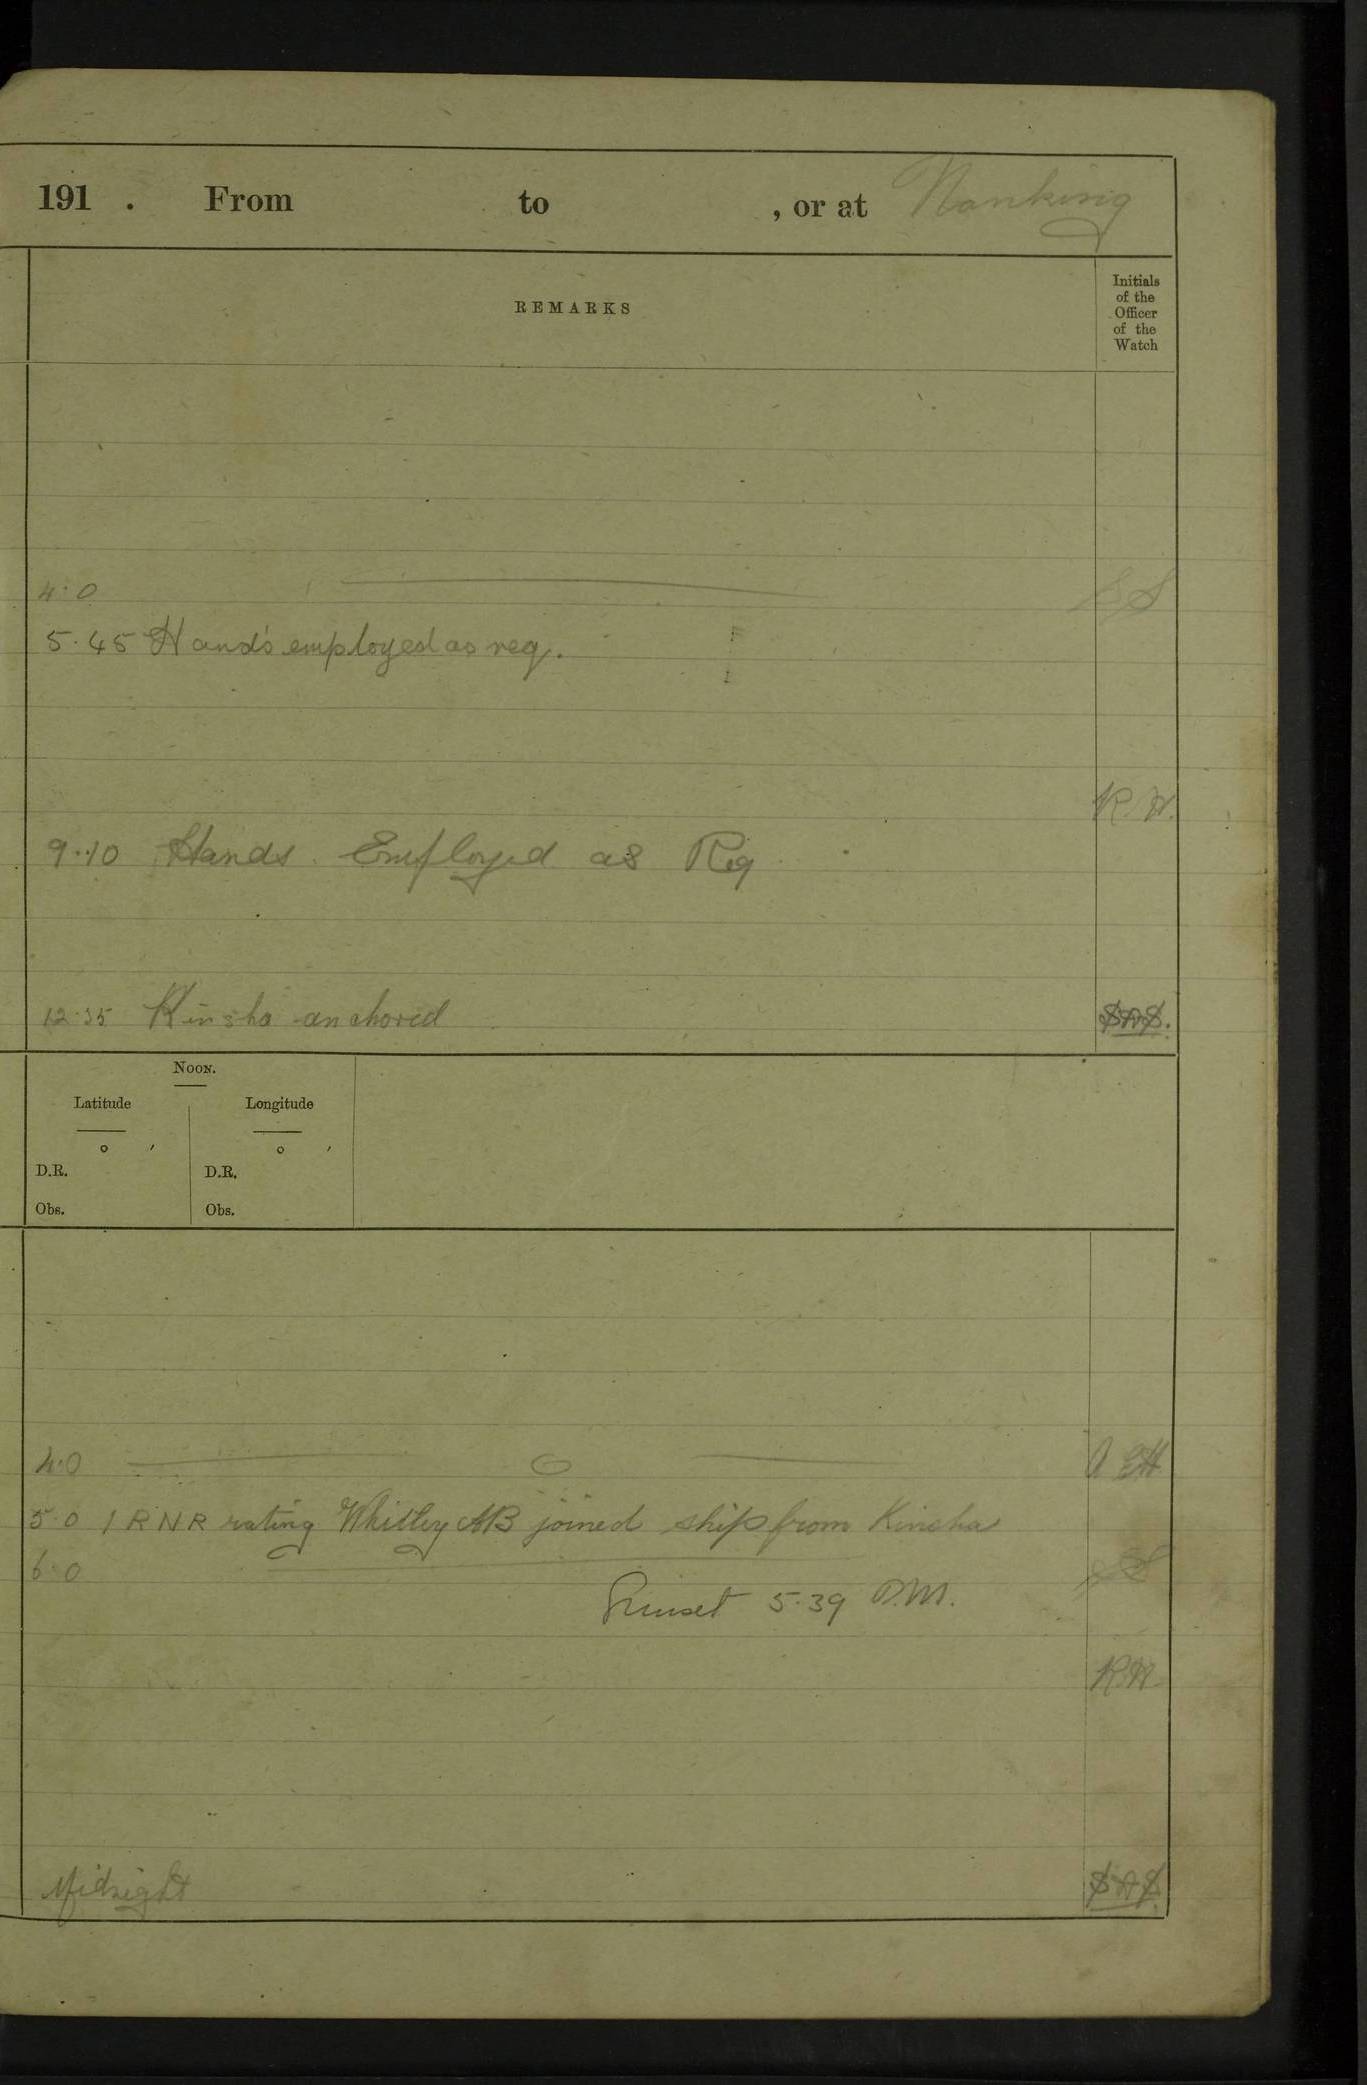 191 . From to , or at Nanking
REMARKS
Initials
of the
Officer
of the
Watch
4.0
5.45 Hands employed as req.
R.H.
9.10 Hands Employed as Req
12.35 Kinsha anchored
NOON.
Latitude Longitude
° ′ ° ′
D.R. D.R.
Obs. Obs.
4.0
5.0 1 RNR rating Whitley AB joined ship from Kinsha
6.0
Sunset 5.39 P.M.
R.H.
Midnight